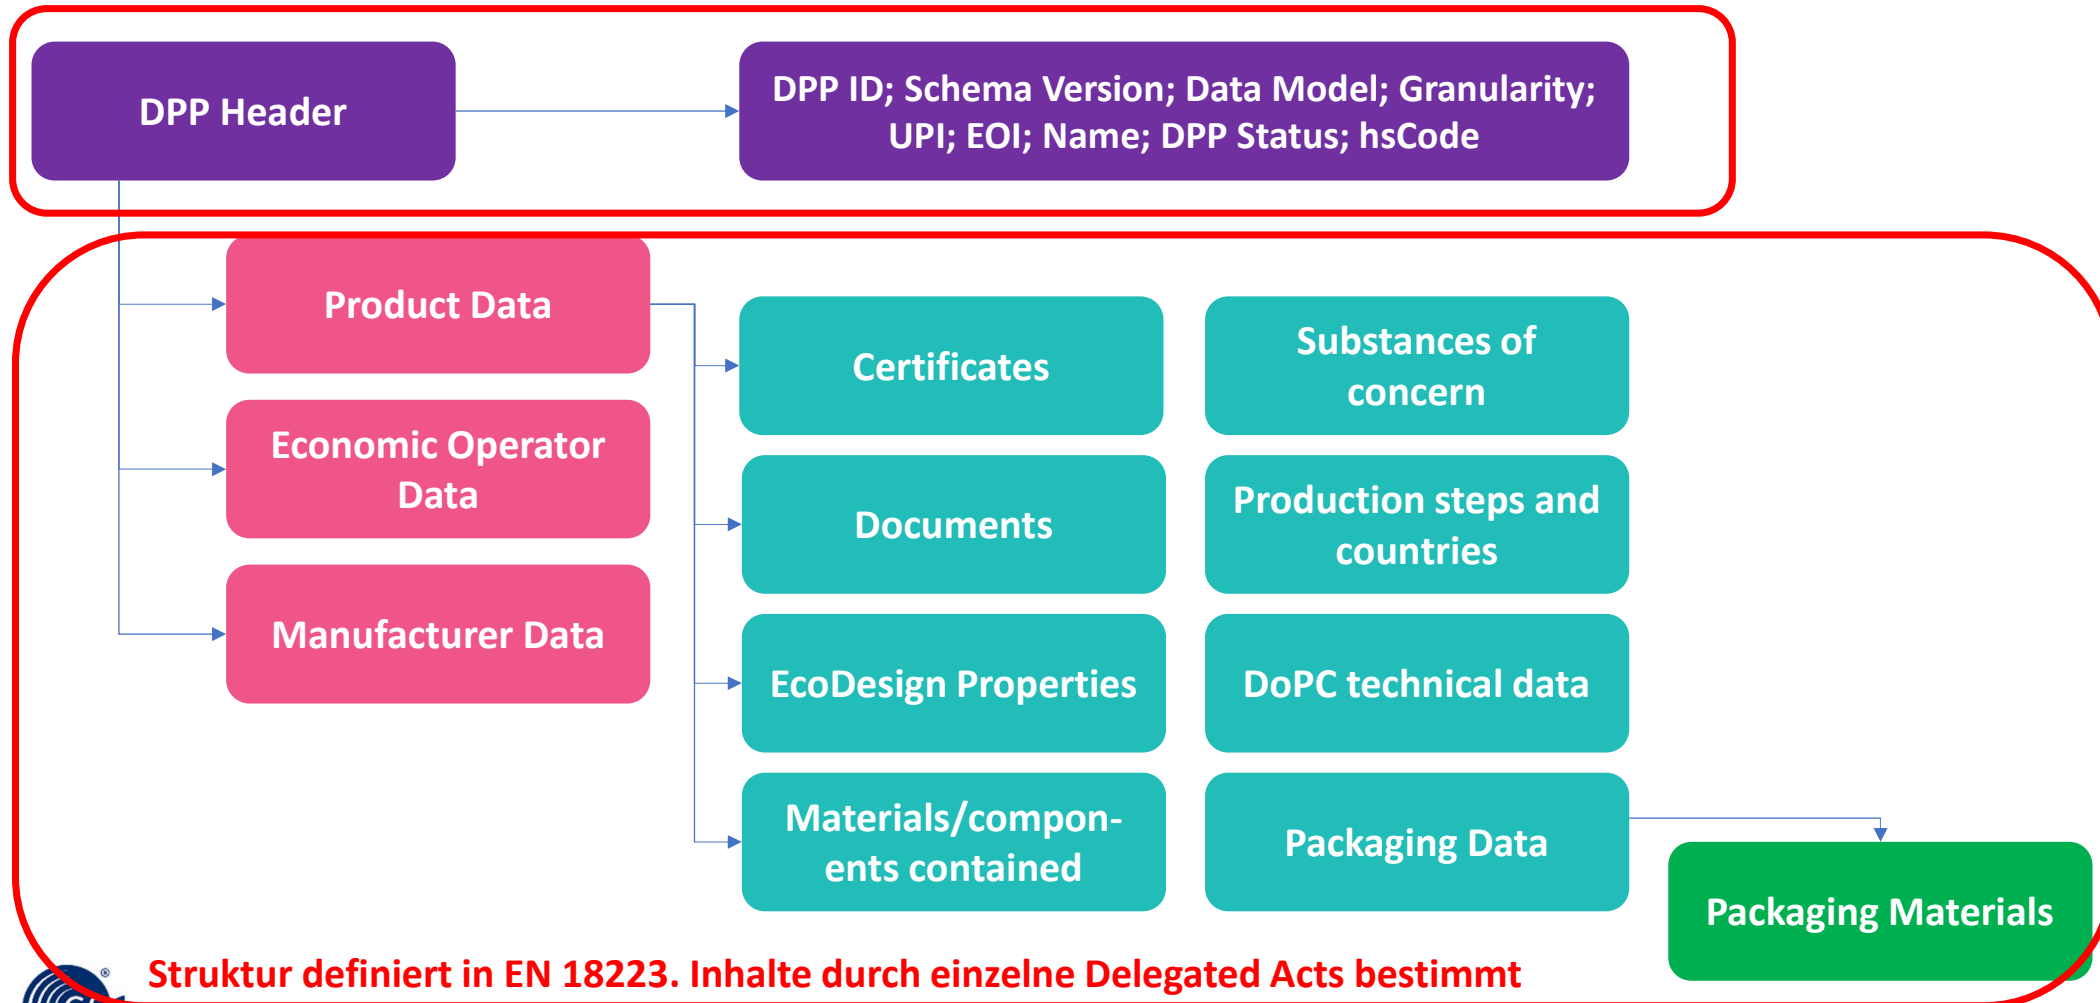 DPP Header
DPP ID; Schema Version; Data Model; Granularity;
UPI; EOI; Name; DPP Status; hsCode
Product Data
Economic Operator
Data
Manufacturer Data
Certificates
Documents
EcoDesign Properties
Materials/compon-
ents contained
Substances of
concern
Production steps and
countries
DoPC technical data
Packaging Data
Packaging Materials
Struktur definiert in EN 18223. Inhalte durch einzelne Delegated Acts bestimmt